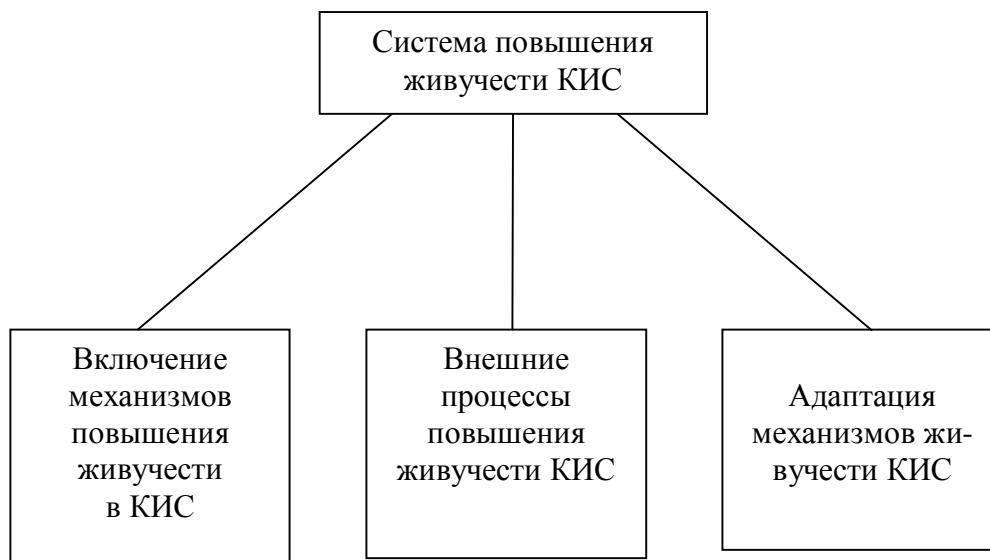 Система повышения
живучести КИС
Включение
механизмов
повышения
живучести
в КИС
Внешние
процессы
повышения
живучести КИС
Адаптация
механизмов жи-
вучести КИС